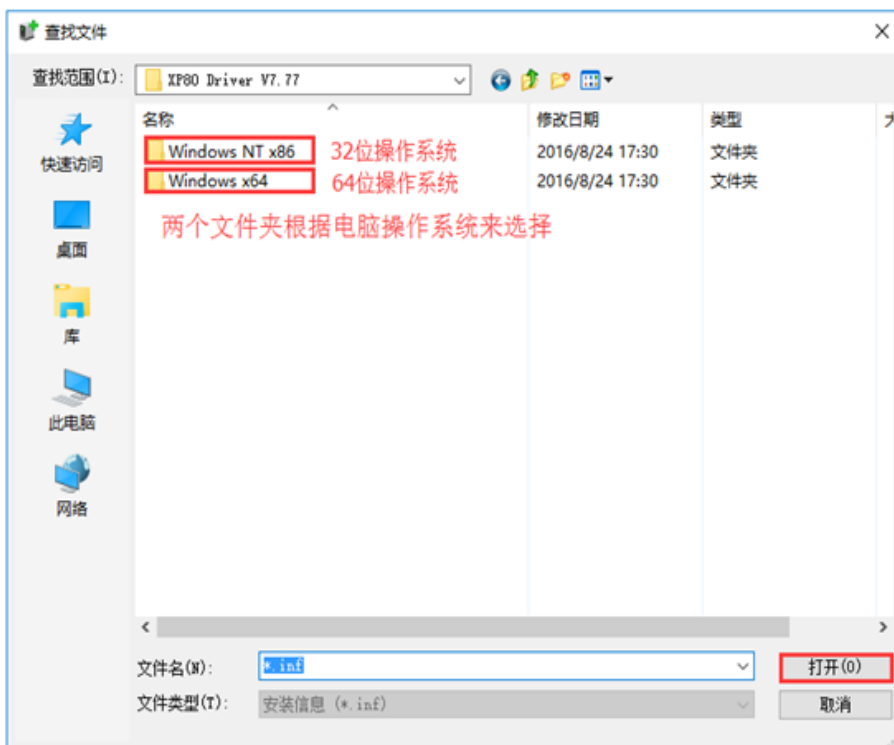 查找文件
查找范围(I):
XP80 Driver V7.77
名称
修改日期
类型
Windows NT x86
32位操作系统
2016/8/24 17:30
文件夹
Windows x64
64位操作系统
2016/8/24 17:30
文件夹
两个文件夹根据电脑操作系统来选择
快速访问
桌面
库
此电脑
网络
文件名(N):
*.inf
打开(O)
文件类型(T):
安装信息 (*.inf)
取消